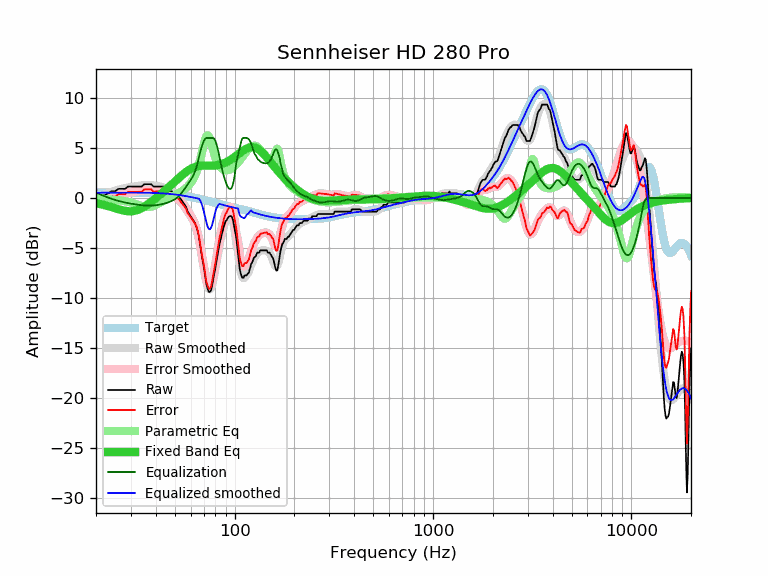 Sennheiser HD 280 Pro
Amplitude (dBr)
10
5
0
−5
−10
−15
−20
−25
−30
Target
Raw Smoothed
Error Smoothed
Raw
Error
Parametric Eq
Fixed Band Eq
Equalization
Equalized smoothed
100
1000
10000
Frequency (Hz)